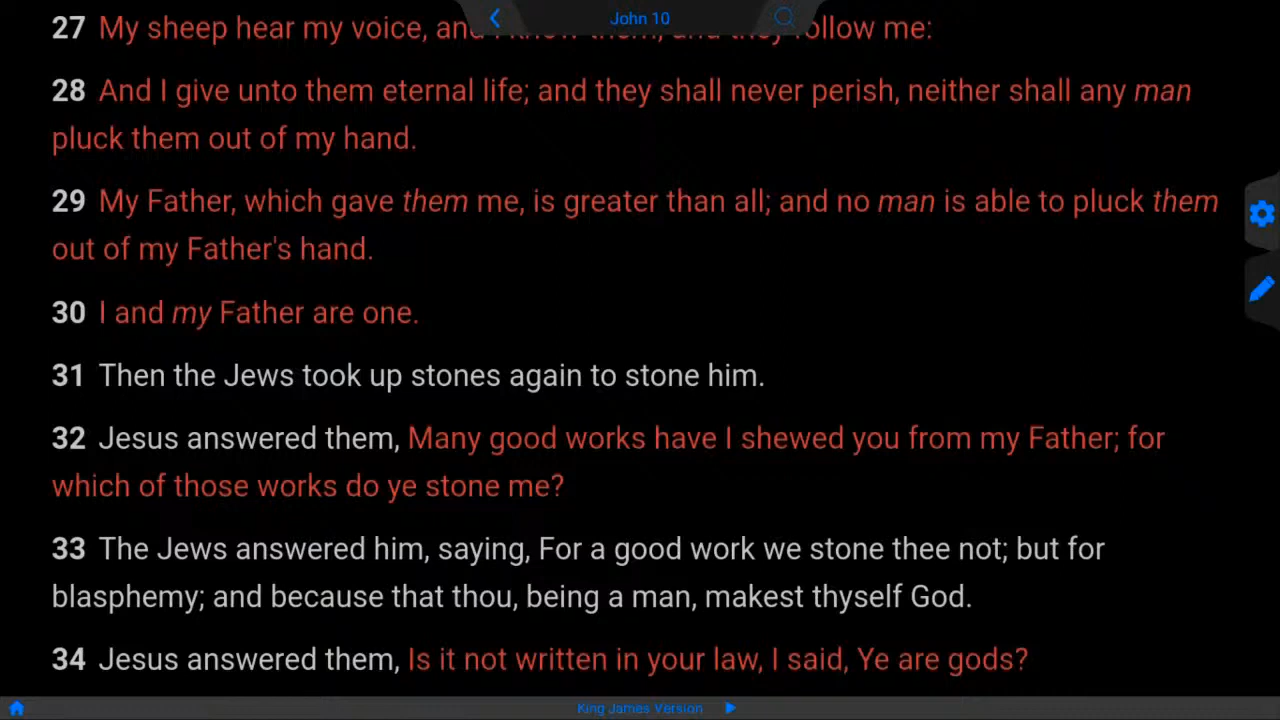 John 10
27 My sheep hear my voice, and I know them, and they follow me:
28 And I give unto them eternal life; and they shall never perish, neither shall any man
pluck them out of my hand.
29 My Father, which gave them me, is greater than all; and no man is able to pluck them
out of my Father's hand.
30 I and my Father are one.
31 Then the Jews took up stones again to stone him.
32 Jesus answered them, Many good works have I shewed you from my Father; for
which of those works do ye stone me?
33 The Jews answered him, saying, For a good work we stone thee not; but for
blasphemy; and because that thou, being a man, makest thyself God.
34 Jesus answered them, Is it not written in your law, I said, Ye are gods?
King James Version